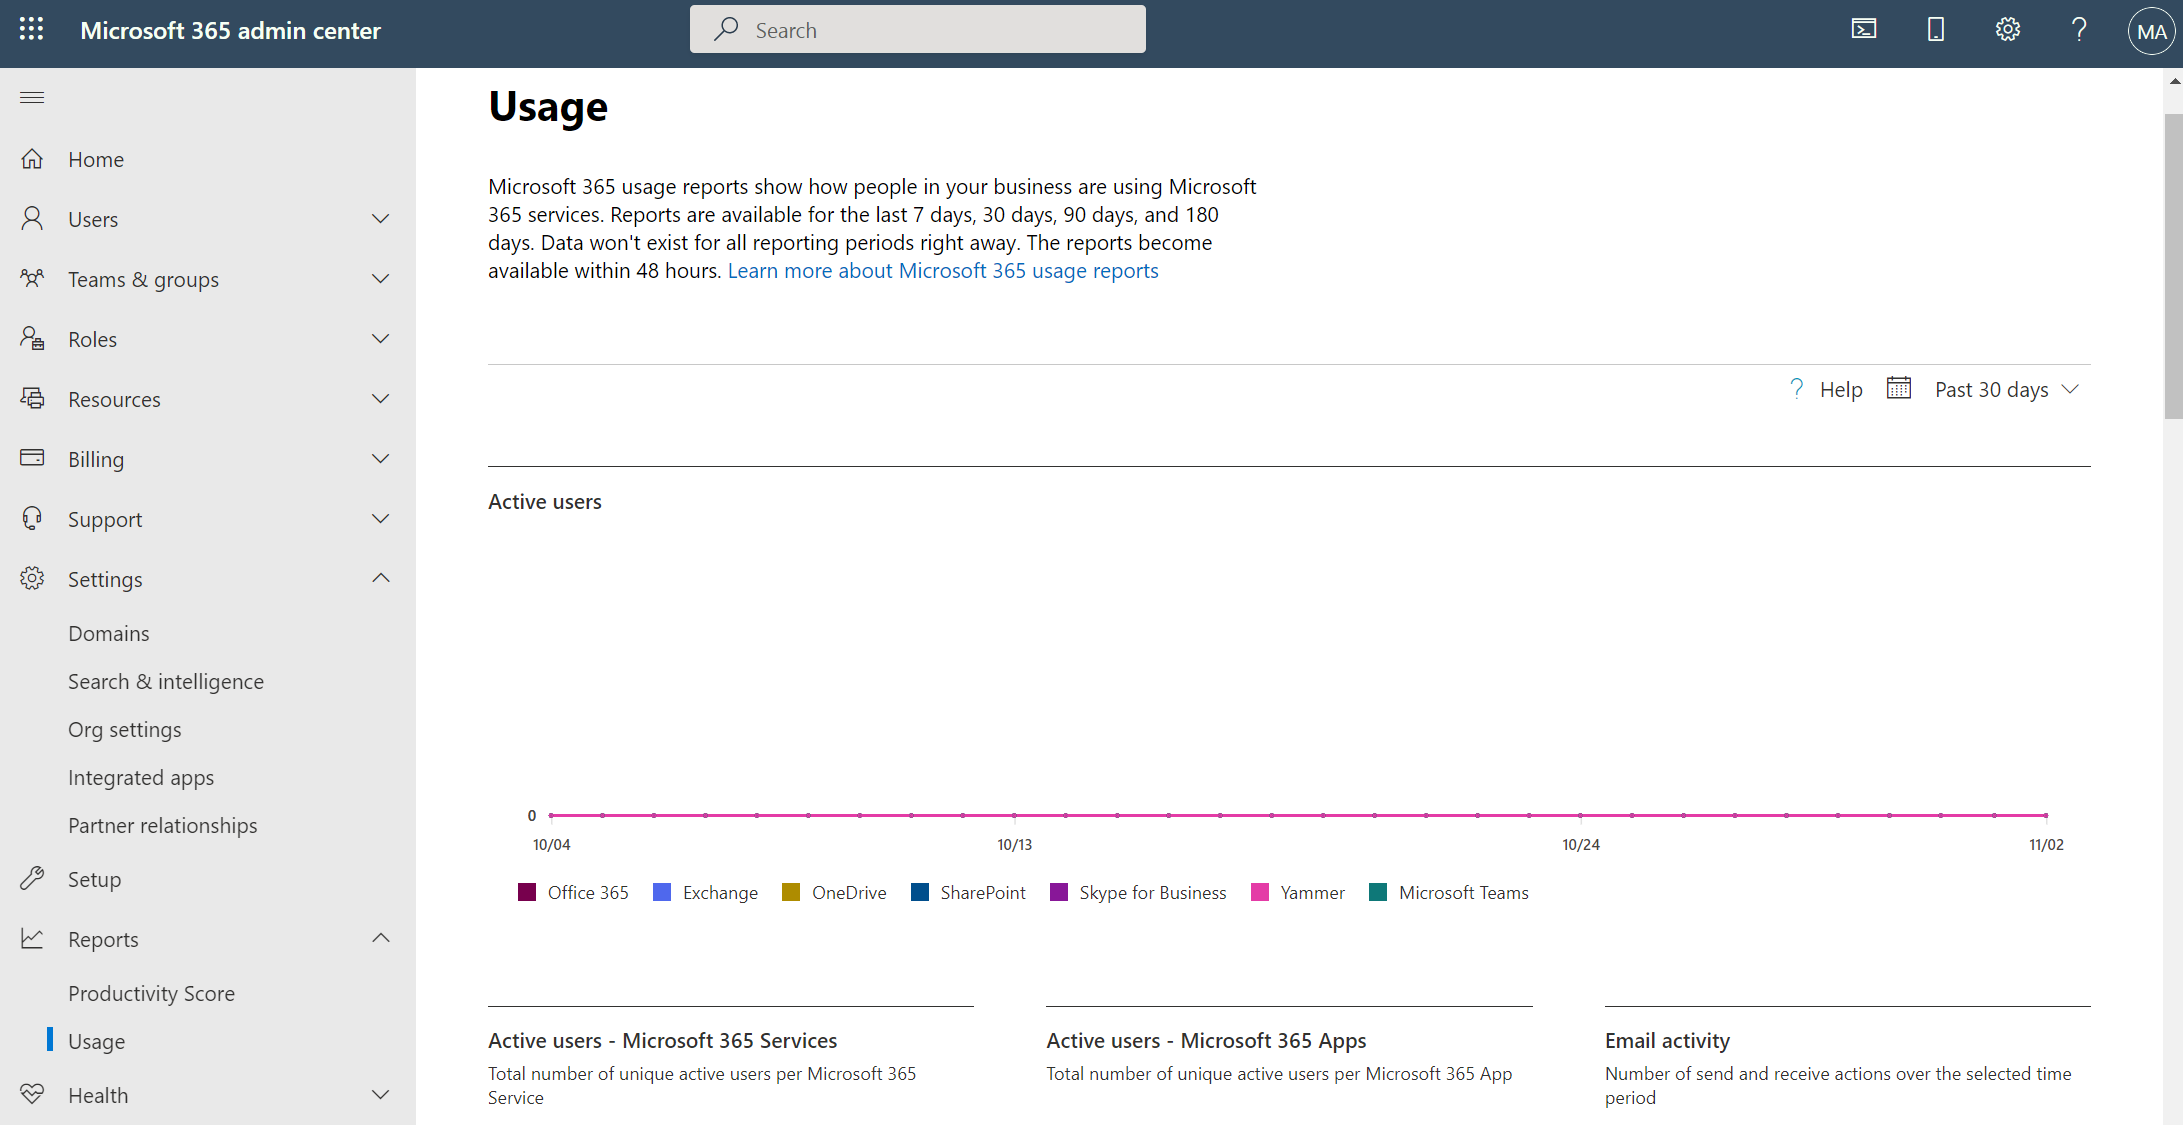 Microsoft 365 admin center
Search
MA
Home
Users
Teams & groups
Roles
Resources
Billing
Support
Settings
Domains
Search & intelligence
Org settings
Integrated apps
Partner relationships
Setup
Reports
Productivity Score
Usage
Health
Usage
Microsoft 365 usage reports show how people in your business are using Microsoft
365 services. Reports are available for the last 7 days, 30 days, 90 days, and 180
days. Data won't exist for all reporting periods right away. The reports become
available within 48 hours. Learn more about Microsoft 365 usage reports
? Help Past 30 days
Active users
0
10/04 10/13 10/24 11/02
Office 365 Exchange OneDrive SharePoint Skype for Business Yammer Microsoft Teams
Active users - Microsoft 365 Services
Total number of unique active users per Microsoft 365
Service
Active users - Microsoft 365 Apps
Total number of unique active users per Microsoft 365 App
Email activity
Number of send and receive actions over the selected time
period